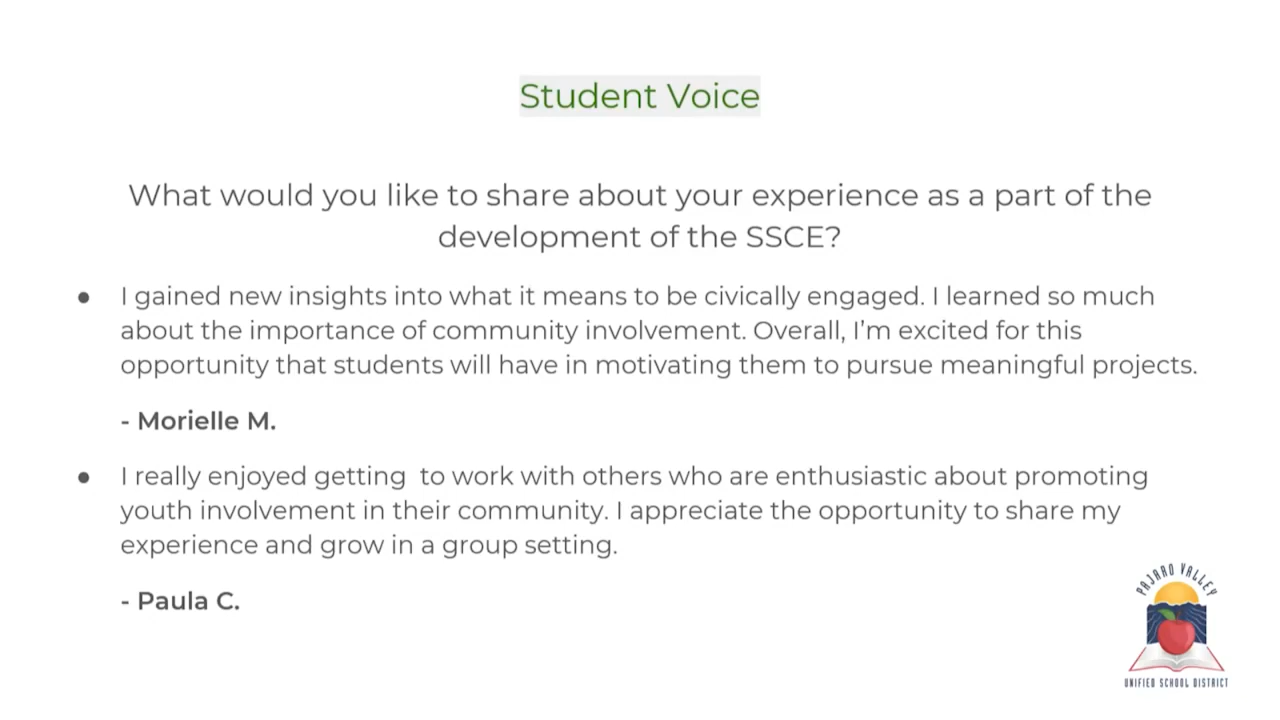 Student Voice
What would you like to share about your experience as a part of the
development of the SSCE?
● I gained new insights into what it means to be civically engaged. I learned so much
about the importance of community involvement. Overall, I’m excited for this
opportunity that students will have in motivating them to pursue meaningful projects.
- Morielle M.
● I really enjoyed getting  to work with others who are enthusiastic about promoting
youth involvement in their community. I appreciate the opportunity to share my
experience and grow in a group setting.
- Paula C.
PAJARO VALLEY
UNIFIED SCHOOL DISTRICT